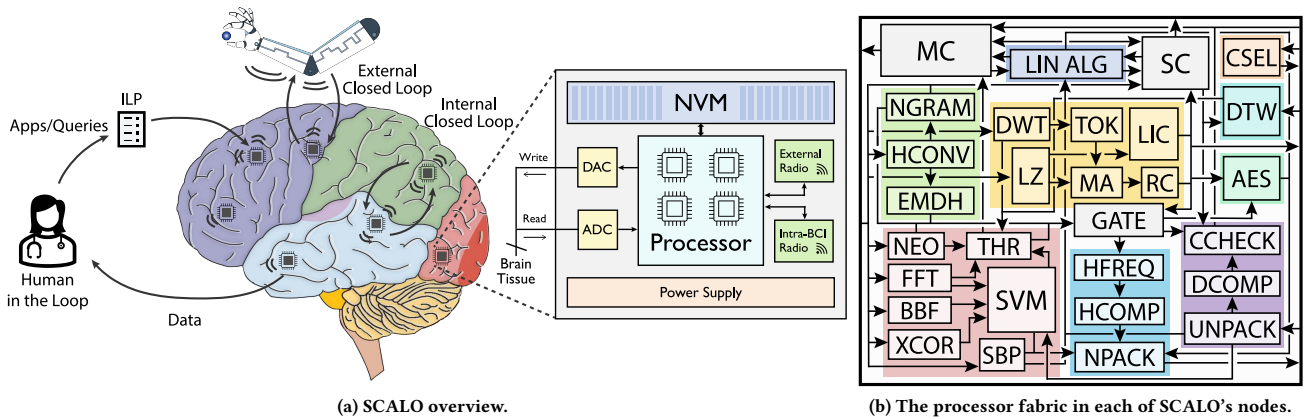 External
Closed Loop
Internal
Closed Loop
ILP
Apps/Queries
Human
in the Loop
Data
Brain
Tissue
Write
Read
DAC
ADC
NVM
Processor
External
Radio
Intra-BCI
Radio
Power Supply
(a) SCALO overview.
MC
LIN ALG
SC
CSEL
NGRAM
DWT
TOK
LIC
DTW
HCONV
LZ
MA
RC
AES
EMDH
GATE
NEO
THR
CCHECK
FFT
HFREQ
DCOMP
BBF
SVM
HCOMP
UNPACK
XCOR
SBP
NPACK
(b) The processor fabric in each of SCALO's nodes.